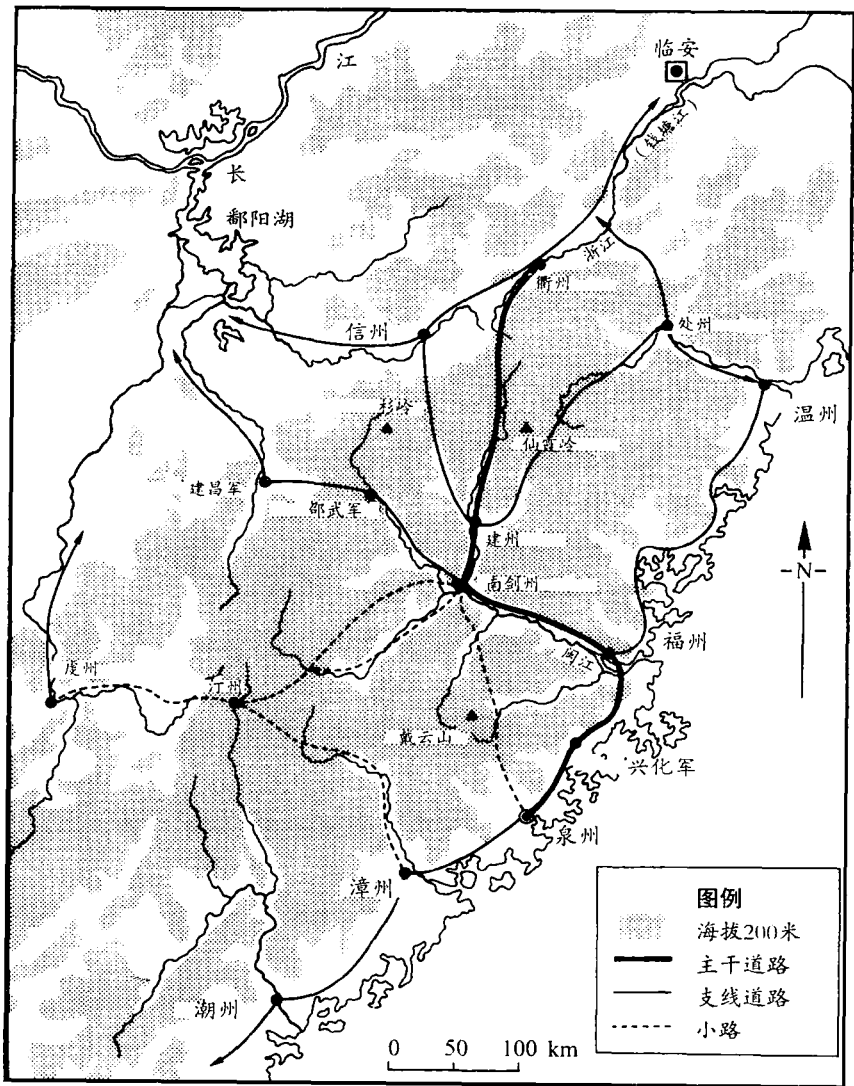 临安
江
(钱塘江)
长
鄱阳湖
浙江
衢州
信州
处州
温州
杉岭
仙霞岭
建昌军
邵武军
建州
-N-
南剑州
福州
闽江
虔州
汀州
戴云山
兴化军
泉州
漳州
潮州
图例
海拔200米
主干道路
支线道路
小路
0 50 100 km